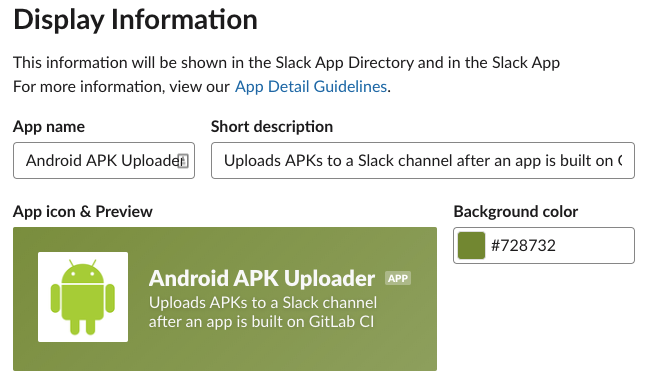 Display Information
This information will be shown in the Slack App Directory and in the Slack App
For more information, view our App Detail Guidelines.
App name Short description
Android APK Uploader Uploads APKs to a Slack channel after an app is built on
App icon & Preview Background color
#728732
Android APK Uploader APP
Uploads APKs to a Slack channel
after an app is built on GitLab CI